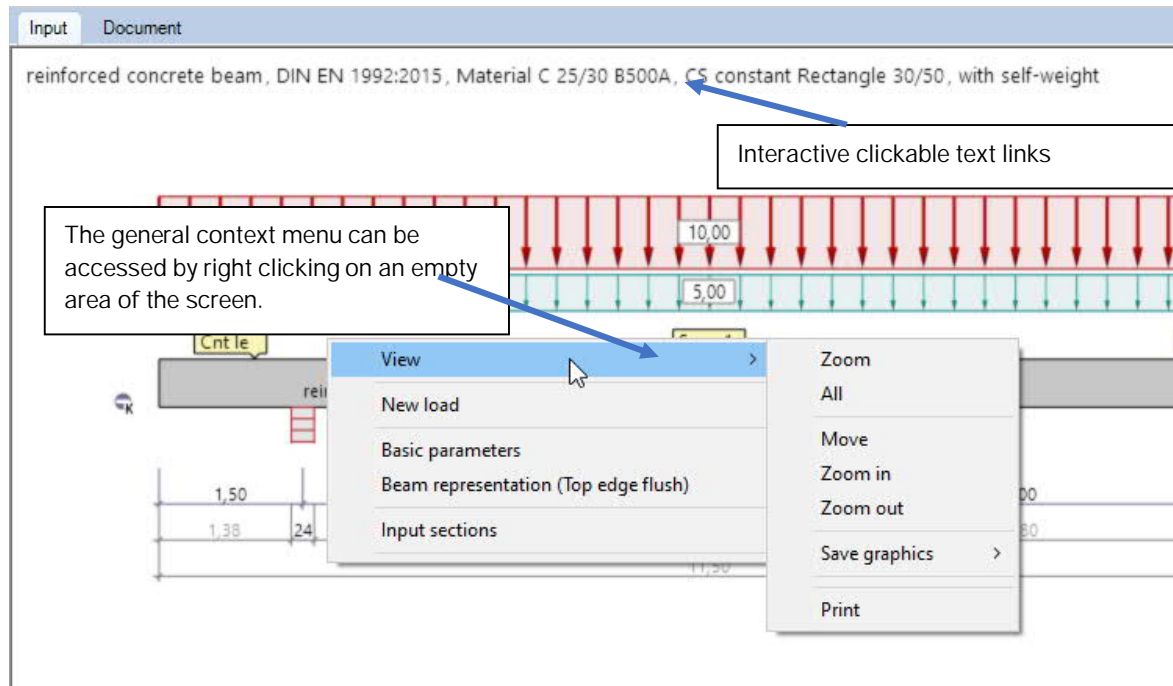 Input Document
reinforced concrete beam, DIN EN 1992:2015, Material C 25/30 B500A, CS constant Rectangle 30/50, with self-weight
Interactive clickable text links
The general context menu can be
accessed by right clicking on an empty
area of the screen.
10,00
5,00
Cnt le
K
View
New load
Basic parameters
Beam representation (Top edge flush)
Input sections
Zoom
All
Move
Zoom in
Zoom out
Save graphics
Print
1,50
1,38 24
11,50